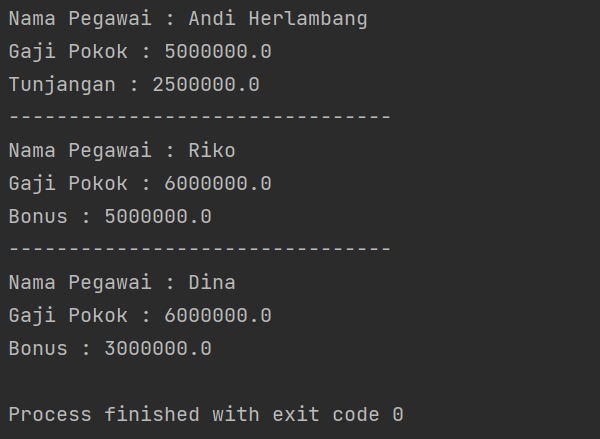 Nama Pegawai : Andi Herlambang
Gaji Pokok : 5000000.0
Tunjangan : 2500000.0
--------------------------------
Nama Pegawai : Riko
Gaji Pokok : 6000000.0
Bonus : 5000000.0
--------------------------------
Nama Pegawai : Dina
Gaji Pokok : 6000000.0
Bonus : 3000000.0
Process finished with exit code 0